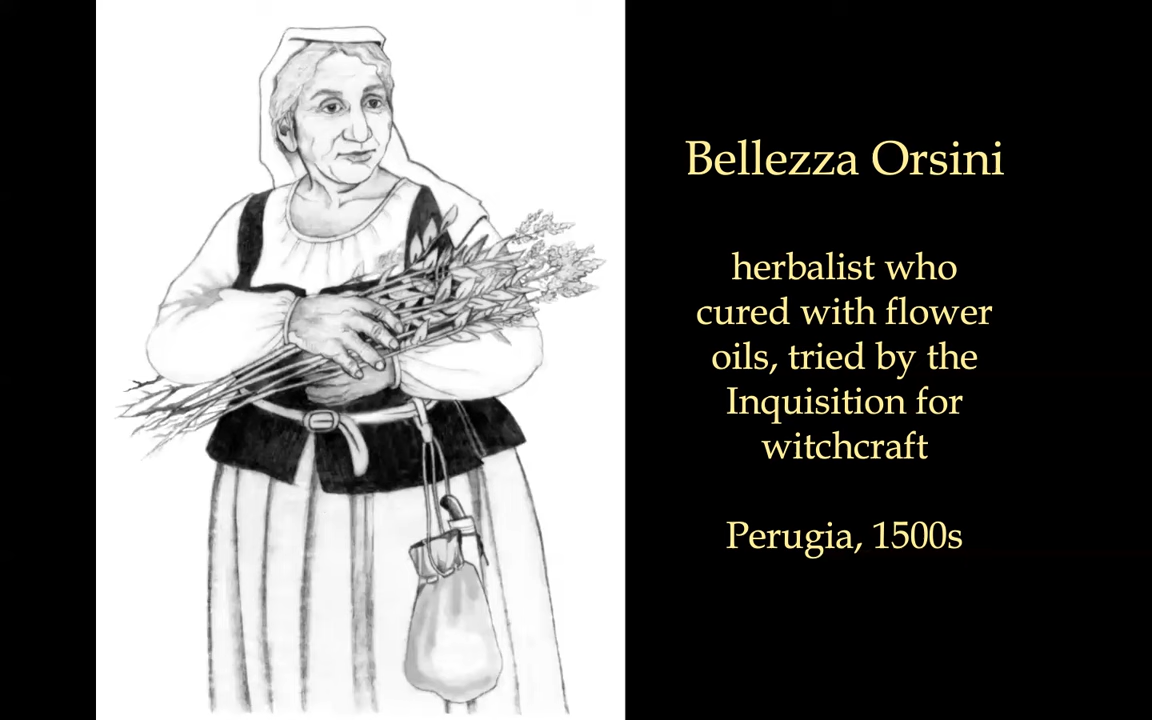 Bellezza Orsini
herbalist who
cured with flower
oils, tried by the
Inquisition for
witchcraft
Perugia, 1500s